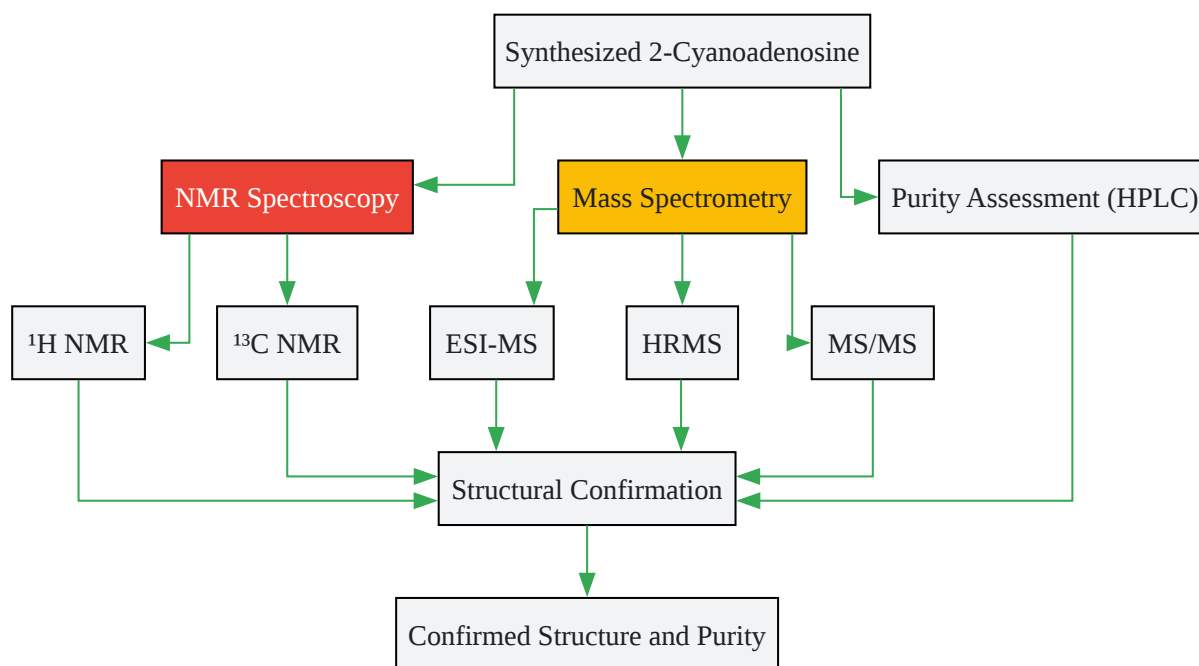 Synthesized 2-Cyanoadenosine
NMR Spectroscopy
Mass Spectrometry
Purity Assessment (HPLC)
¹H NMR
¹³C NMR
ESI-MS
HRMS
MS/MS
Structural Confirmation
Confirmed Structure and Purity